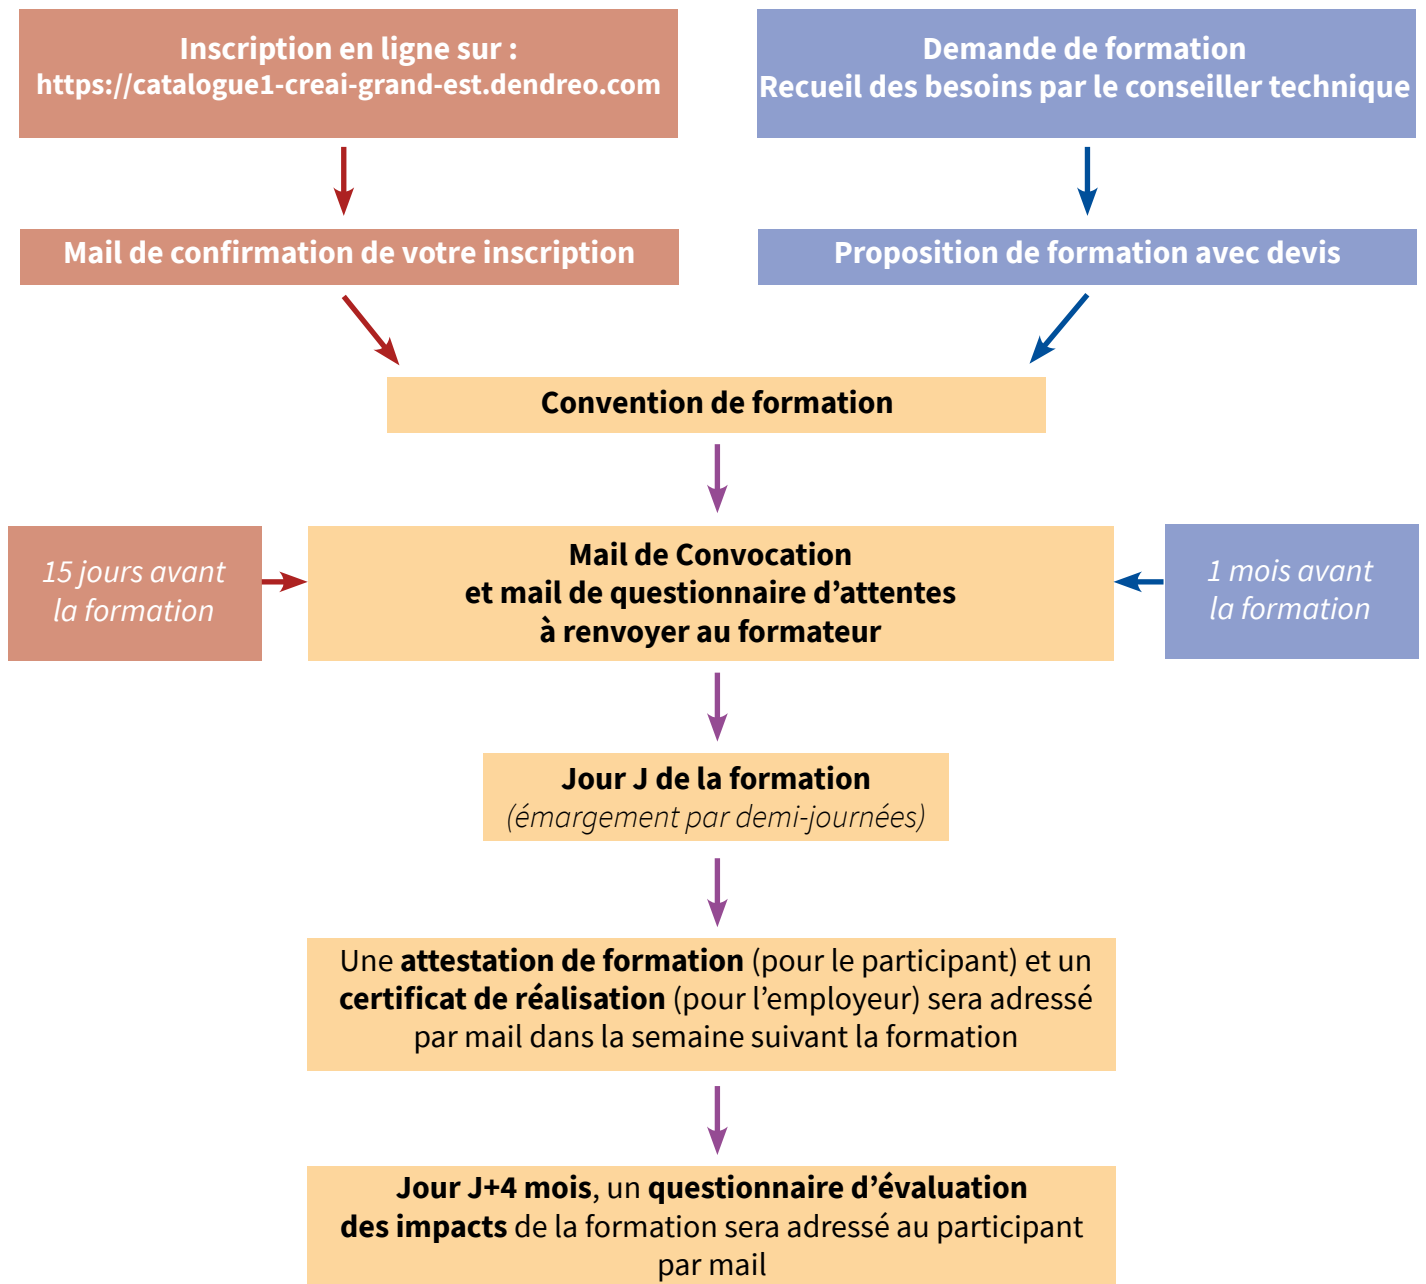 Inscription en ligne sur :
https://catalogue1-creai-grand-est.dendreo.com
Demande de formation
Recueil des besoins par le conseiller technique
Mail de confirmation de votre inscription
Proposition de formation avec devis
Convention de formation
15 jours avant
la formation
Mail de Convocation
et mail de questionnaire d’attentes
à renvoyer au formateur
1 mois avant
la formation
Jour J de la formation
(émargement par demi-journées)
Une attestation de formation (pour le participant) et un
certificat de réalisation (pour l’employeur) sera adressé
par mail dans la semaine suivant la formation
Jour J+4 mois, un questionnaire d’évaluation
des impacts de la formation sera adressé au participant
par mail